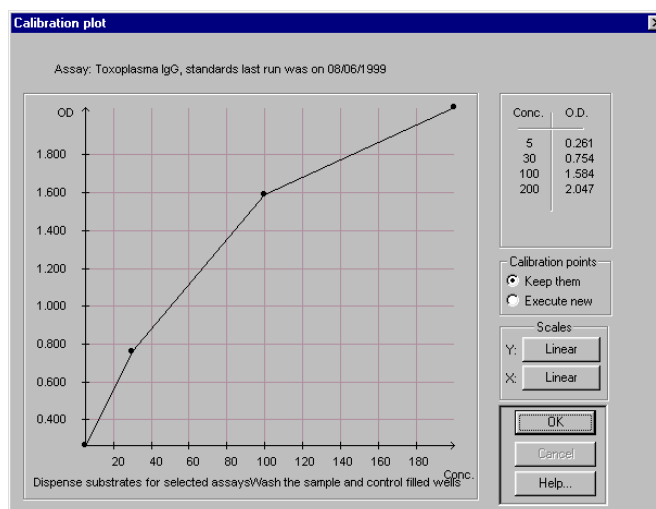 Calibration plot
Assay: Toxoplasma IgG, standards last run was on 08/06/1999
OD
1.800
1.600
1.400
1.200
1.000
0.800
0.600
0.400
20 40 60 80 100 120 140 160 180
Conc.
Dispense substrates for selected assaysWash the sample and control filled wells
Conc. O.D.
5 0.261
30 0.754
100 1.584
200 2.047
Calibration points
Keep them
Execute new
Scales
Y: Linear
X: Linear
OK
Cancel
Help...